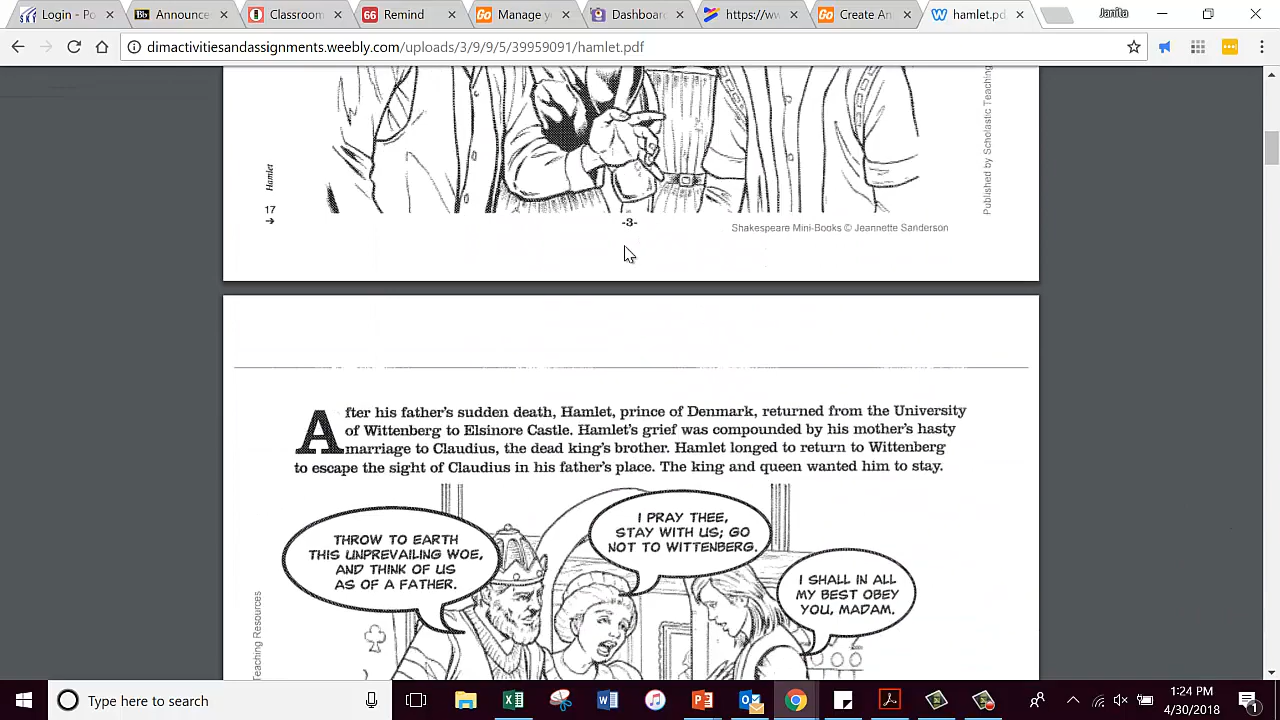 Login - Po
Announce
Classroom
Remind
Manage y
Dashboar
https://ww
Create An
hamlet.pd
Janita
dimactivitiesandassignments.weebly.com/uploads/3/9/9/5/39959091/hamlet.pdf
Published by Scholastic Teaching
Hamlet
17
-3-
Shakespeare Mini-Books © Jeannette Sanderson
After his father's sudden death, Hamlet, prince of Denmark, returned from the University
of Wittenberg to Elsinore Castle. Hamlet's grief was compounded by his mother's hasty
marriage to Claudius, the dead king's brother. Hamlet longed to return to Wittenberg
to escape the sight of Claudius in his father's place. The king and queen wanted him to stay.
THROW TO EARTH
THIS UNPREVAILING WOE,
AND THINK OF US
AS OF A FATHER.
I PRAY THEE,
STAY WITH US; GO
NOT TO WITTENBERG.
I SHALL IN ALL
MY BEST OBEY
YOU, MADAM.
Teaching Resources
Type here to search
1:24 PM
4/30/2018